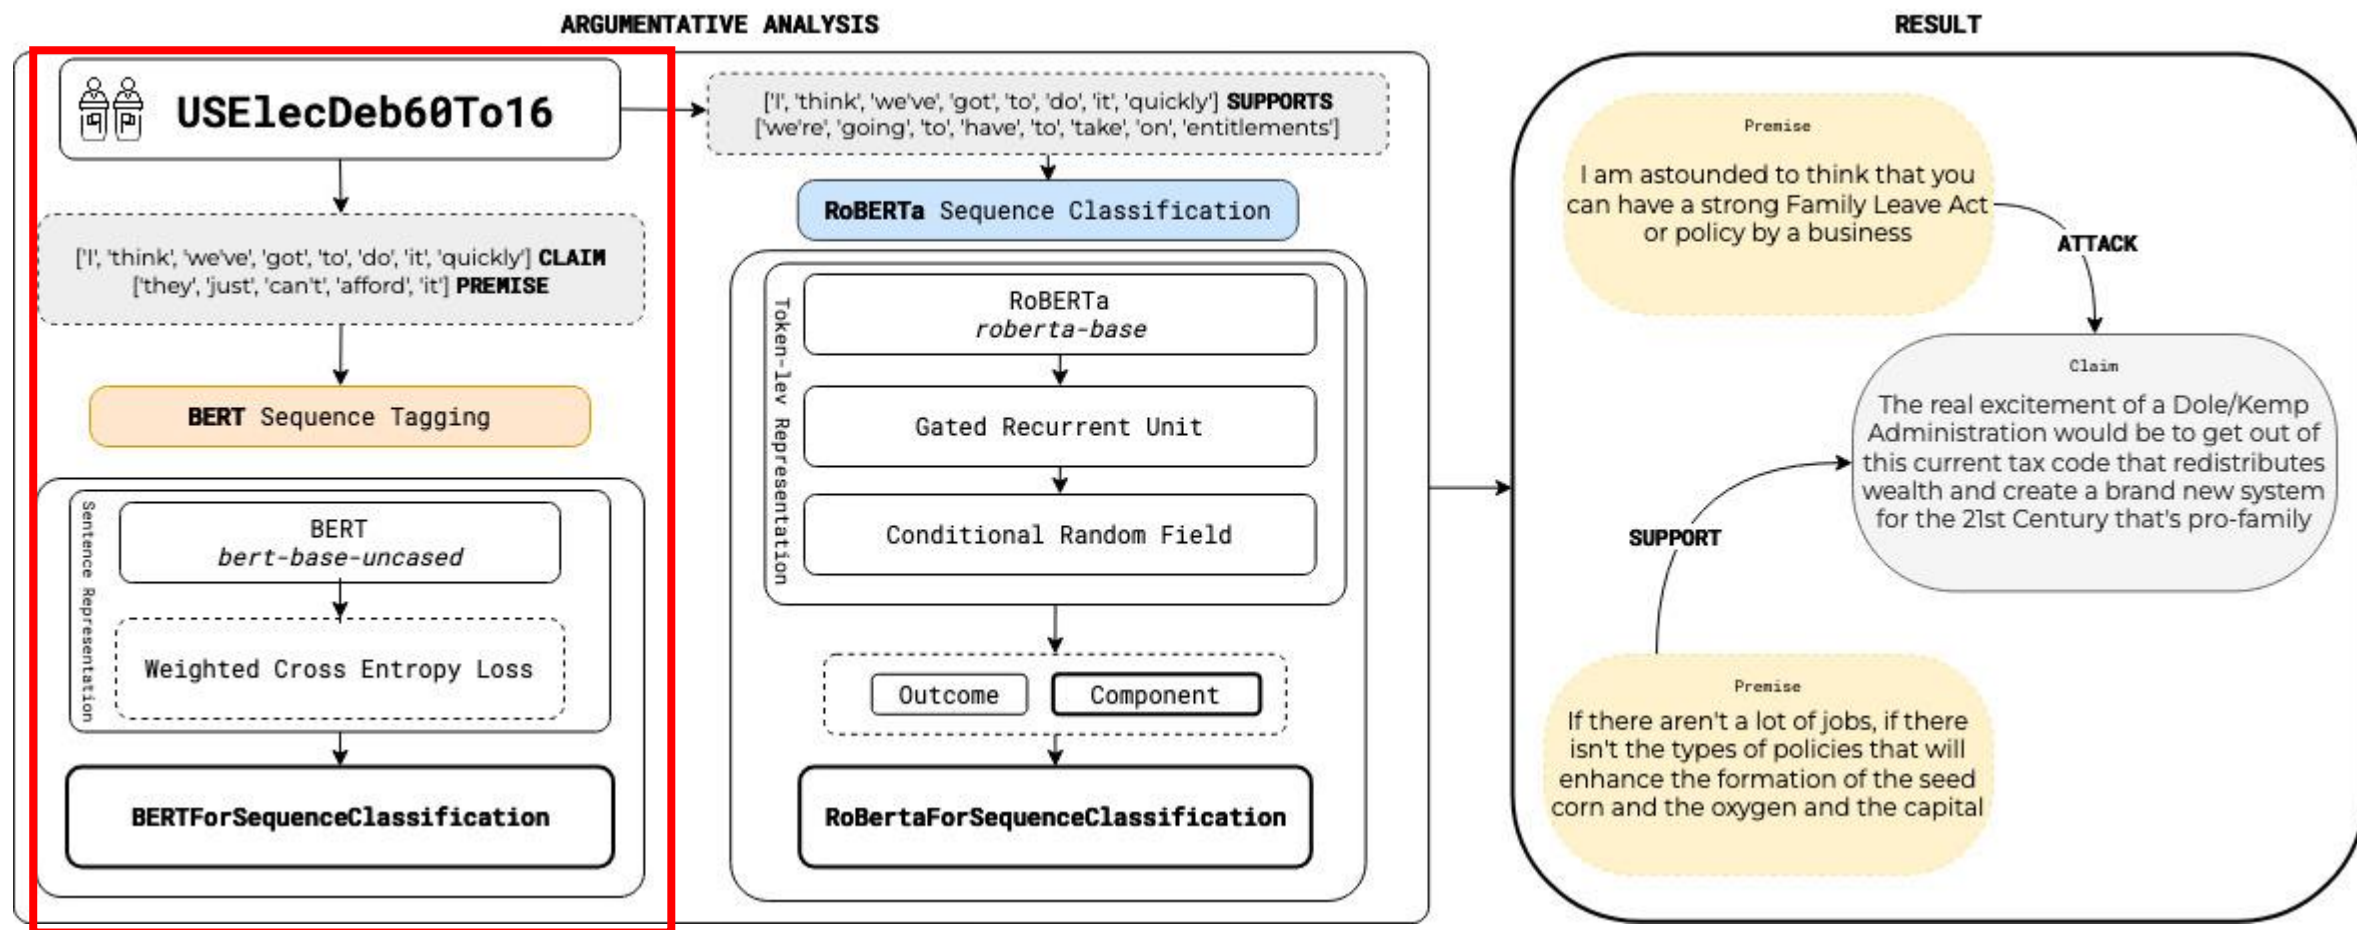 ARGUMENTATIVE ANALYSIS
USElecDeb60To16
['I', 'think', 'we've', 'got', 'to', 'do', 'it', 'quickly'] CLAIM
['they', 'just', 'can't', 'afford', 'it'] PREMISE
BERT Sequence Tagging
Sentence Representation
BERT
bert-base-uncased
Weighted Cross Entropy Loss
BERTForSequenceClassification
['I', 'think', 'we've', 'got', 'to', 'do', 'it', 'quickly'] SUPPORTS
['we're', 'going', 'to', 'have', 'to', 'take', 'on', 'entitlements']
RoBERTa Sequence Classification
Token-lev Representation
RoBERTa
roberta-base
Gated Recurrent Unit
Conditional Random Field
Outcome
Component
RoBertaForSequenceClassification
RESULT
Premise
I am astounded to think that you
can have a strong Family Leave Act
or policy by a business
ATTACK
Claim
The real excitement of a Dole/Kemp
Administration would be to get out of
this current tax code that redistributes
wealth and create a brand new system
for the 21st Century that's pro-family
SUPPORT
Premise
If there aren't a lot of jobs, if there
isn't the types of policies that will
enhance the formation of the seed
corn and the oxygen and the capital